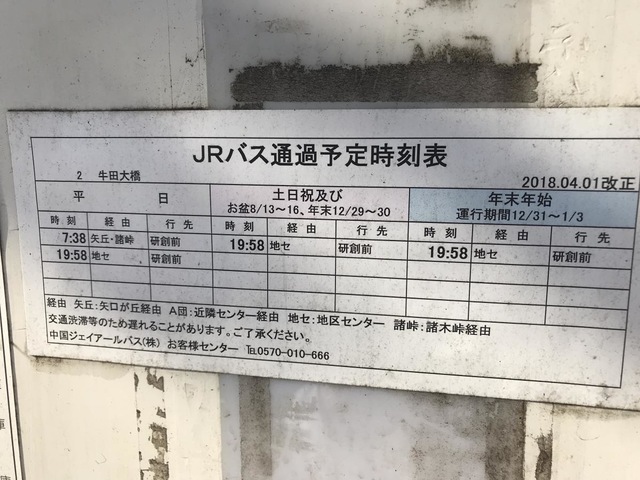 JRバス通過予定時刻表
2 牛田大橋
2018.04.01改正
平 日 土日祝及び 年末年始
お盆8/13~16、年末12/29~30 運行期間12/31~1/3
時刻 経由 行先 時刻 経由 行先 時刻 経由 行先
7:38 矢丘・諸峠 研創前 19:58 地セ 研創前 19:58 地セ 研創前
19:58 地セ 研創前
経由 矢丘:矢口が丘経由 A団:近隣センター経由 地セ:地区センター 諸峠:諸木峠経由
交通渋滞等のため遅れることがあります。ご了承ください。
中国ジェイアールバス(株) お客様センター ℡0570-010-666